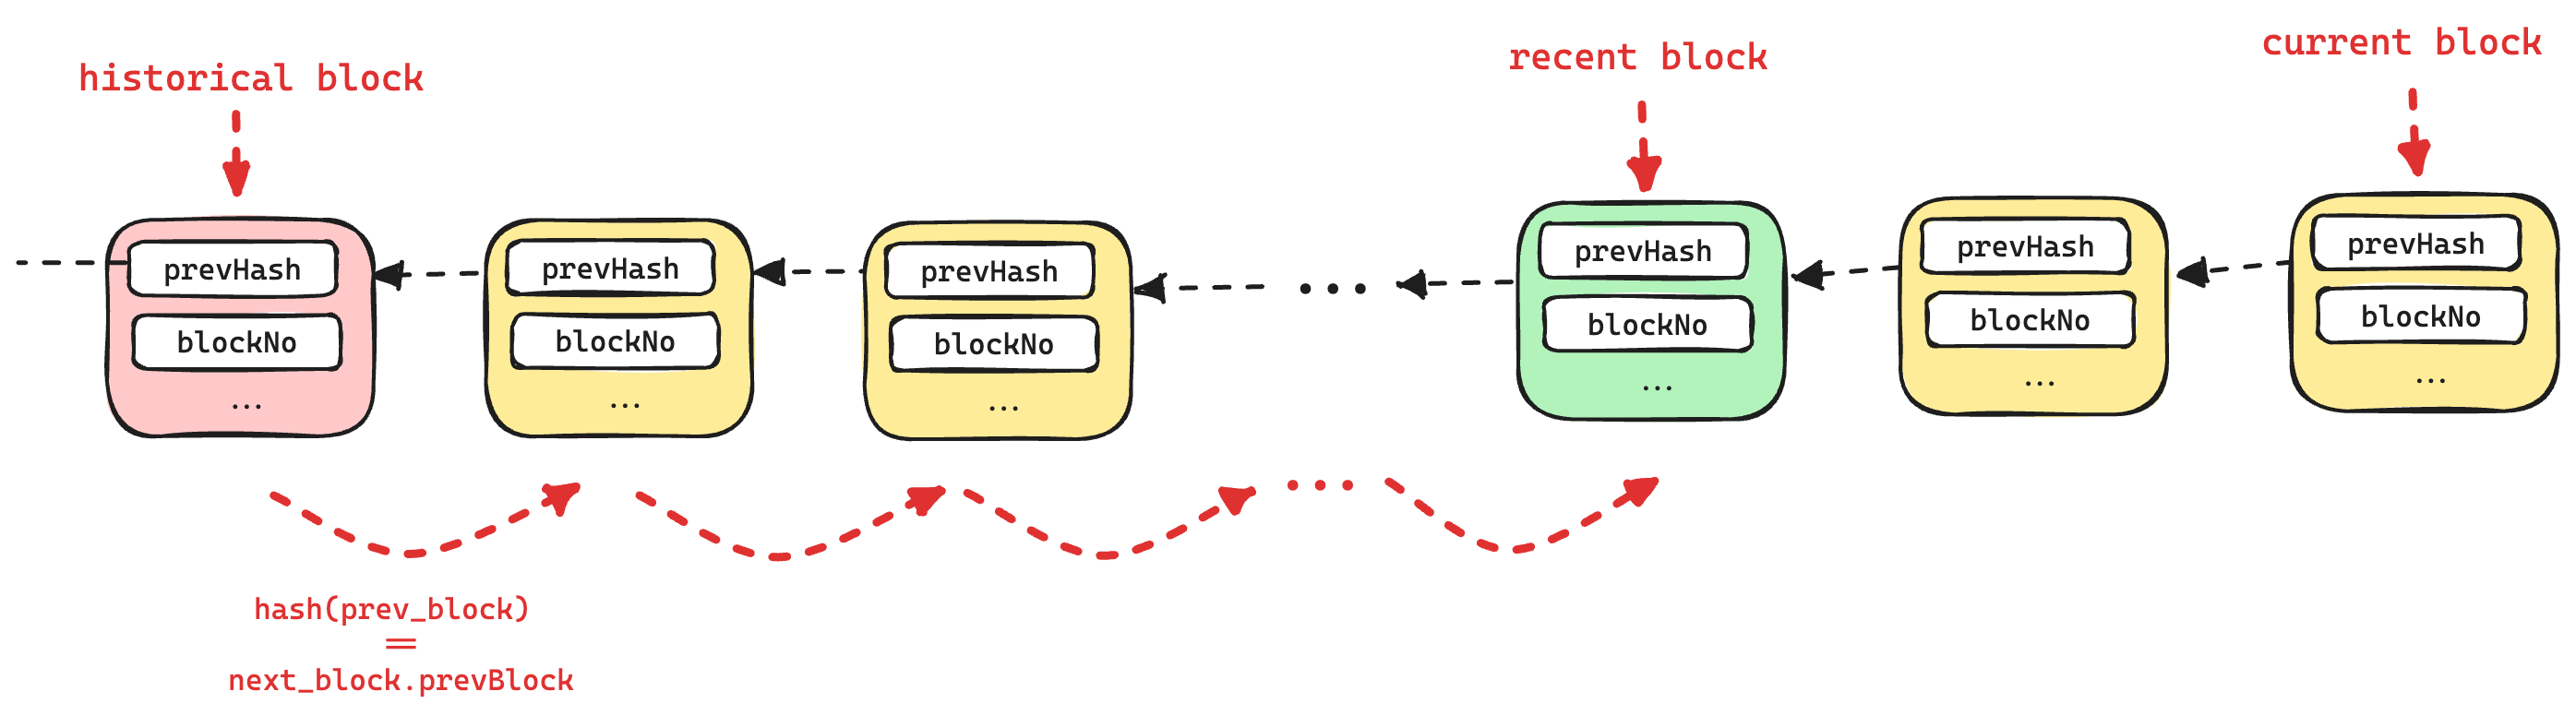 historical block
recent block
current block
prevHash
blockNo
...
prevHash
blockNo
...
prevHash
blockNo
...
...
prevHash
blockNo
...
prevHash
blockNo
...
prevHash
blockNo
...
....
hash(prev_block)
==
next_block.prevBlock